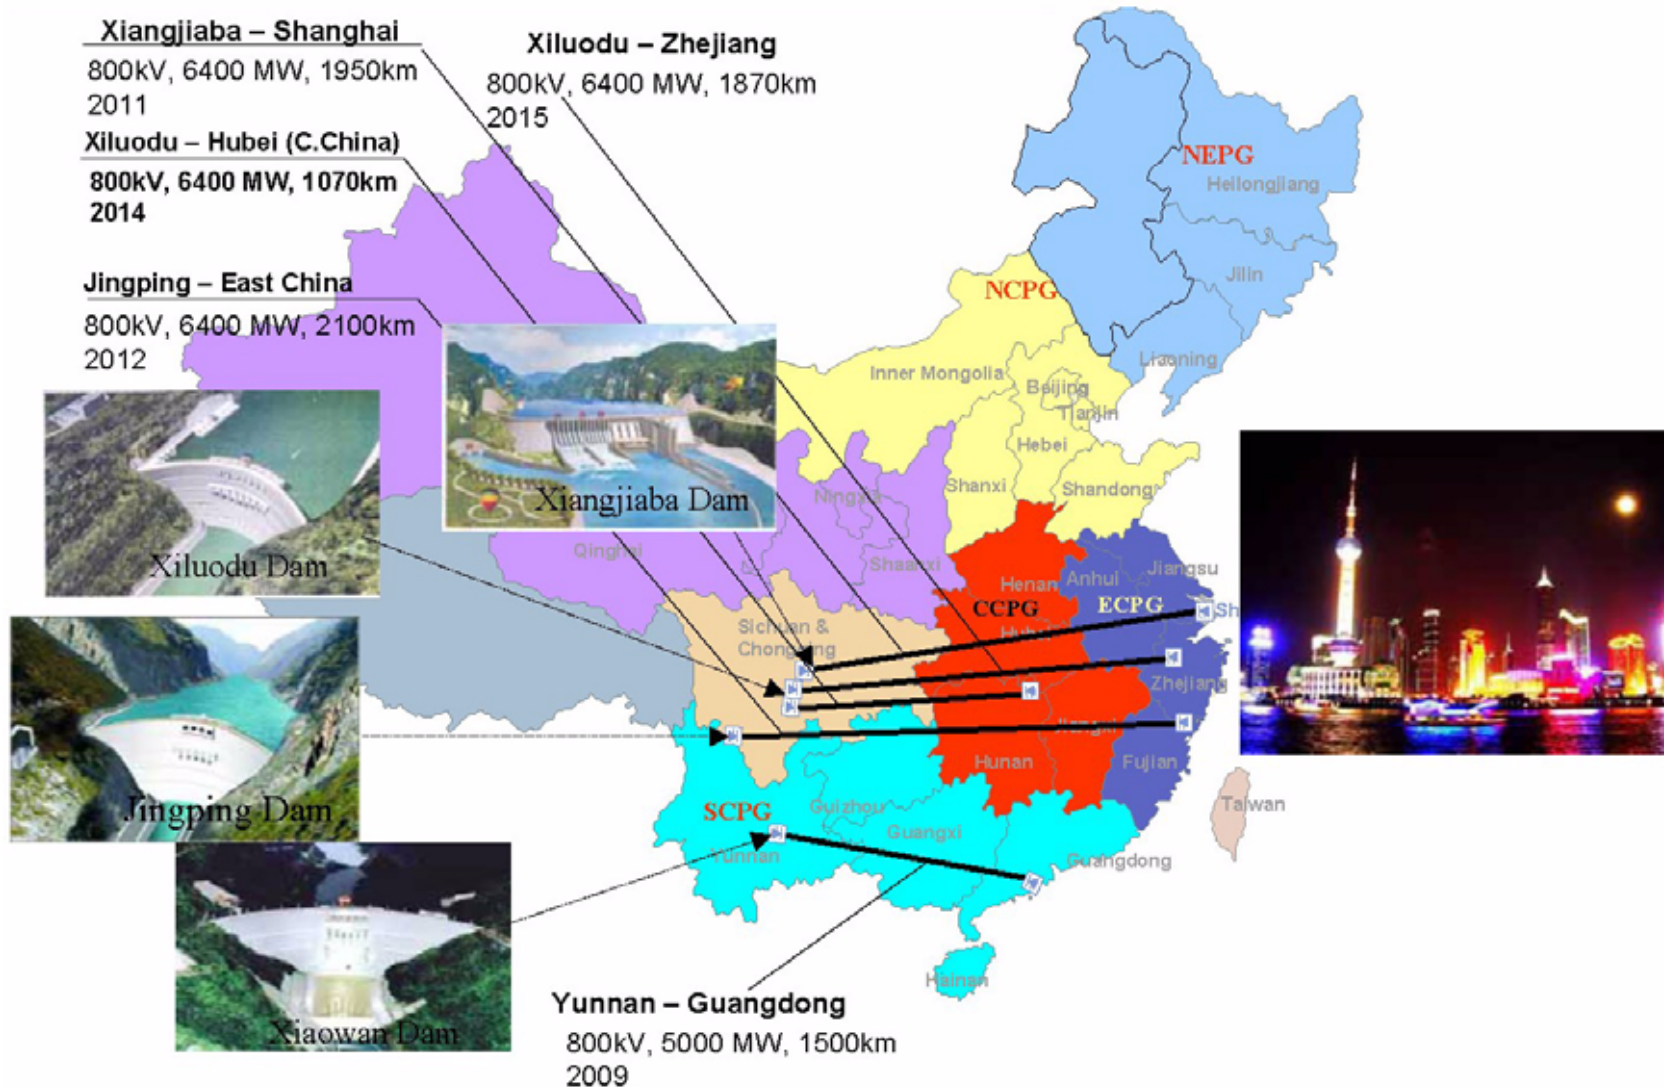 Xiangjiaba – Shanghai
800kV, 6400 MW, 1950km
2011
Xiluodu – Zhejiang
800kV, 6400 MW, 1870km
2015
Xiluodu – Hubei (C.China)
800kV, 6400 MW, 1070km
2014
Jingping – East China
800kV, 6400 MW, 2100km
2012
NEPG
Heilongjiang
Jilin
Liaoning
NCPG
Inner Mongolia
Beijing
Tianjin
Hebei
Shanxi
Shandong
Xiangjiaba Dam
Ningxia
Qinghai
Shaanxi
Xiluodu Dam
Henan
Anhui
Jiangsu
CCPG
ECPG
Hubei
Sh
Sichuan &
Chongqing
Zhejiang
Jiangxi
Hunan
Fujian
Jingping Dam
SCPG
Guizhou
Guangxi
Yunnan
Guangdong
Taiwan
Hainan
Xiaowan Dam
Yunnan – Guangdong
800kV, 5000 MW, 1500km
2009